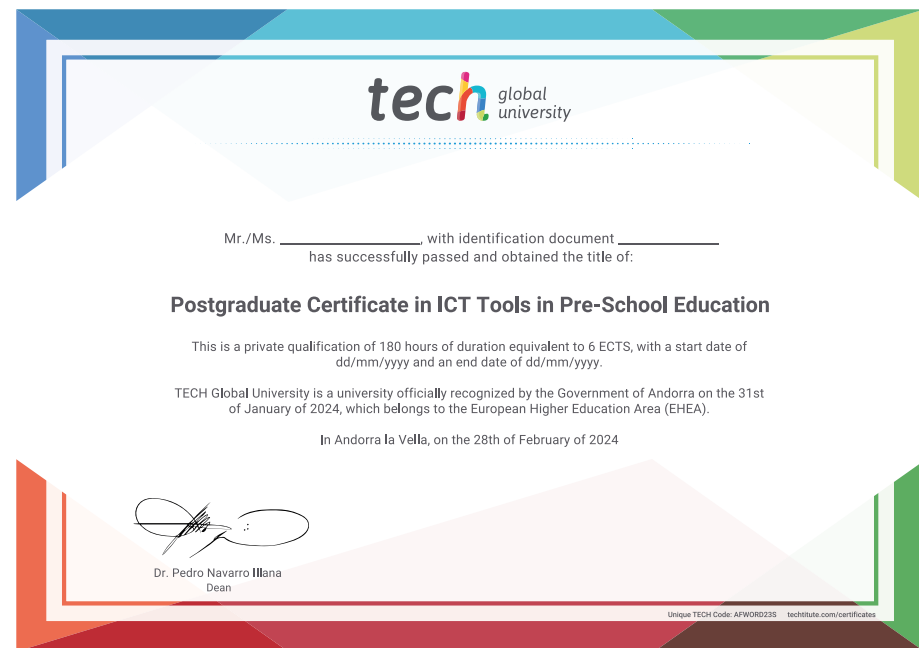 tech global university
Mr./Ms. ____________________, with identification document ______________
has successfully passed and obtained the title of:
Postgraduate Certificate in ICT Tools in Pre-School Education
This is a private qualification of 180 hours of duration equivalent to 6 ECTS, with a start date of
dd/mm/yyyy and an end date of dd/mm/yyyy.
TECH Global University is a university officially recognized by the Government of Andorra on the 31st
of January of 2024, which belongs to the European Higher Education Area (EHEA).
In Andorra la Vella, on the 28th of February of 2024
Dr. Pedro Navarro Illana
Dean
Unique TECH Code: AFWORD23S techtitute.com/certificates